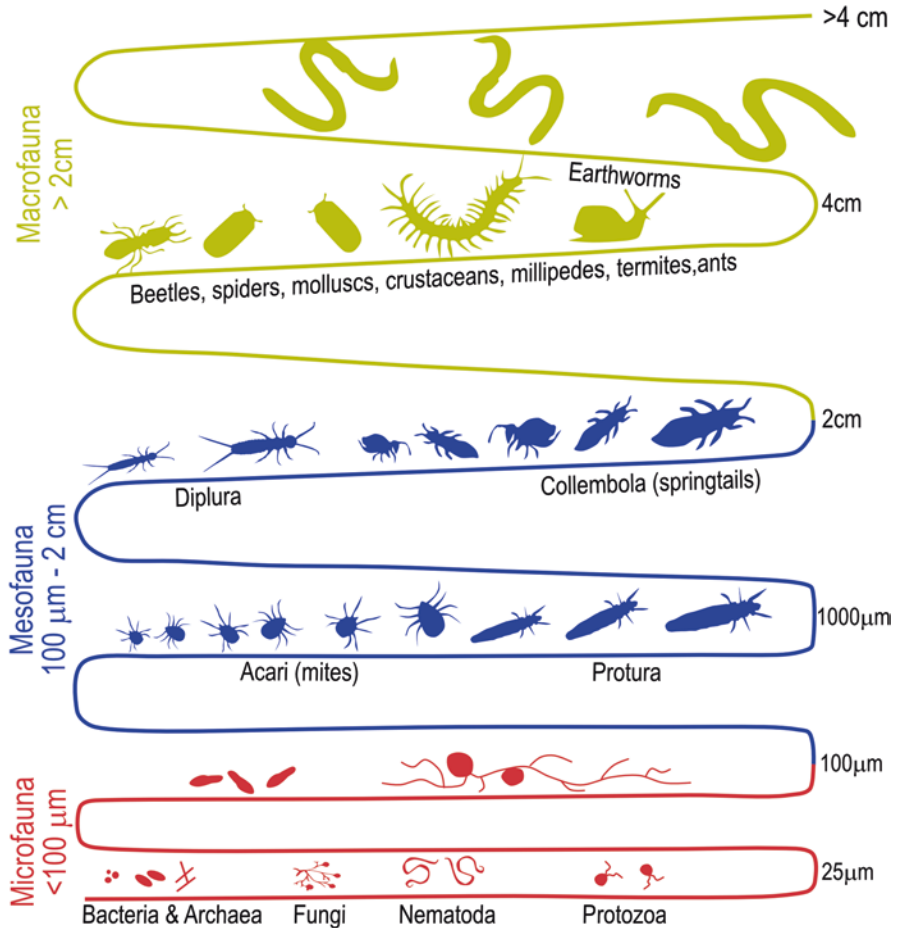 >4 cm
Macrofauna
> 2cm
Earthworms
4cm
Beetles, spiders, molluscs, crustaceans, millipedes, termites,ants
2cm
Diplura
Collembola (springtails)
Mesofauna
100 μm - 2 cm
1000μm
Acari (mites)
Protura
100μm
Microfauna
<100 μm
25μm
Bacteria & Archaea
Fungi
Nematoda
Protozoa